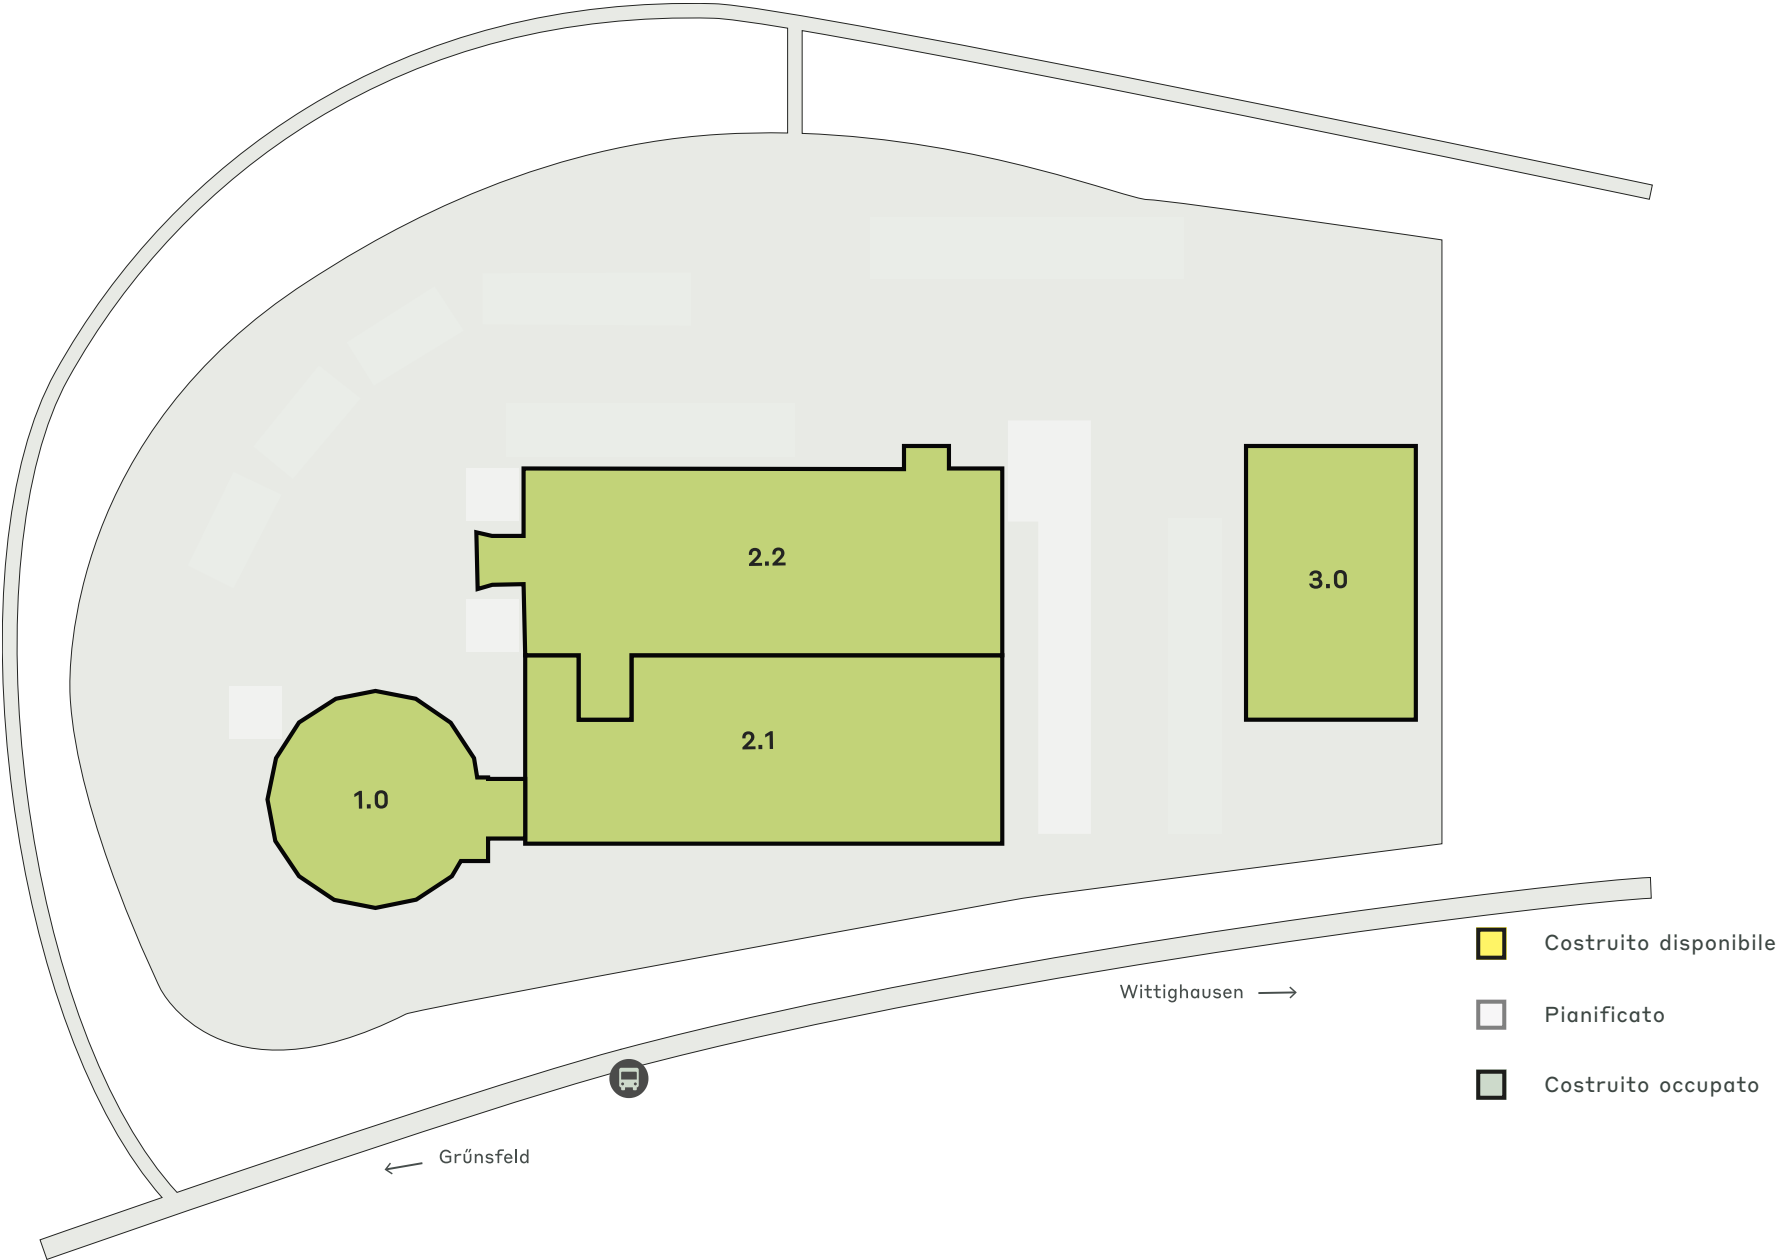 2.2
3.0
2.1
1.0
Costruito disponibile
Wittighausen
Pianificato
Costruito occupato
Grűnsfeld